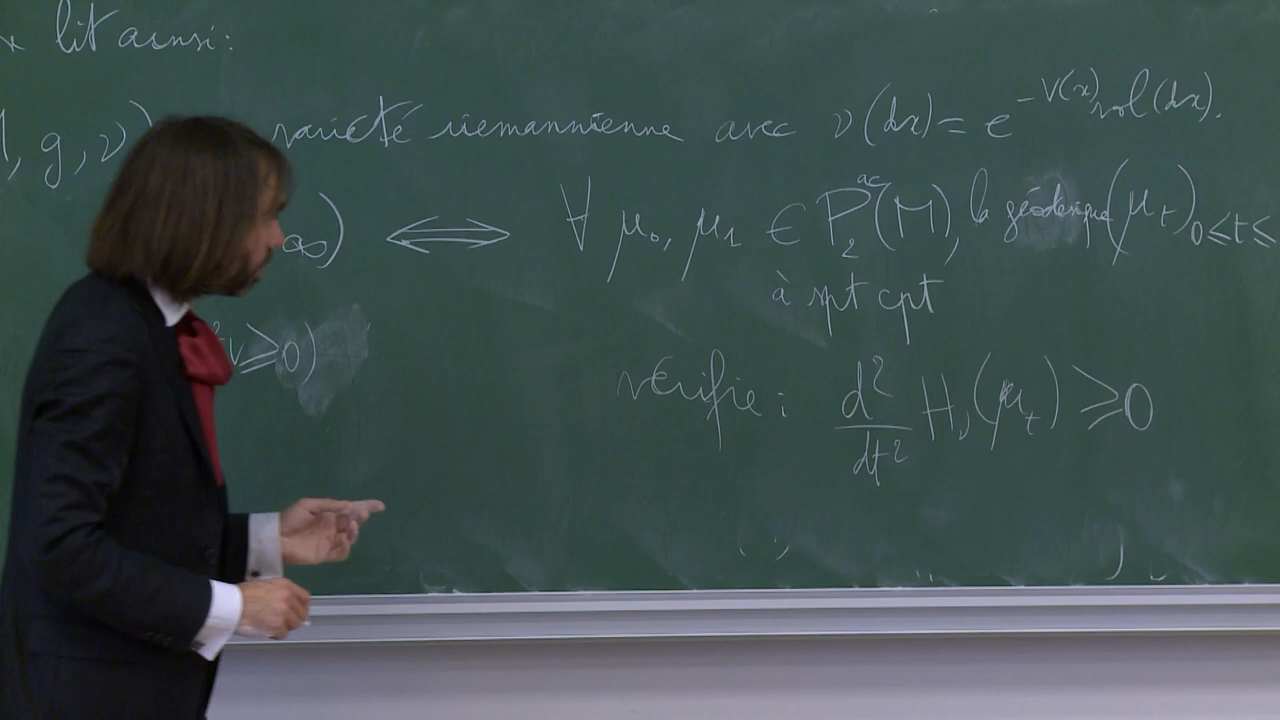 lit ainsi:
, g, ν) variété riemannienne avec ν(dx) = e^{-V(x)} vol(dx).
∞) ⟺ ∀ μ₀, μ₁ ∈ P₂^{ac}(M), la géodésique (μ_t)_{0≤t≤
à spt cpt
ν ≥ 0)
vérifie : d²/dt² H_ν(μ_t) ≥ 0